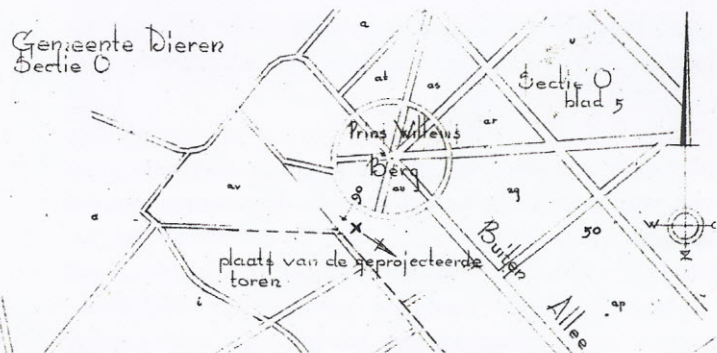 Gemeente Dieren
Sectie O
a
v
at
as
Sectie 'O'
blad 5
ar
Prins Willems
Berg
av
au
ag
90
a
50
W
O
Z
Buiten
Allee
plaats van de geprojecteerde
toren
i
ap